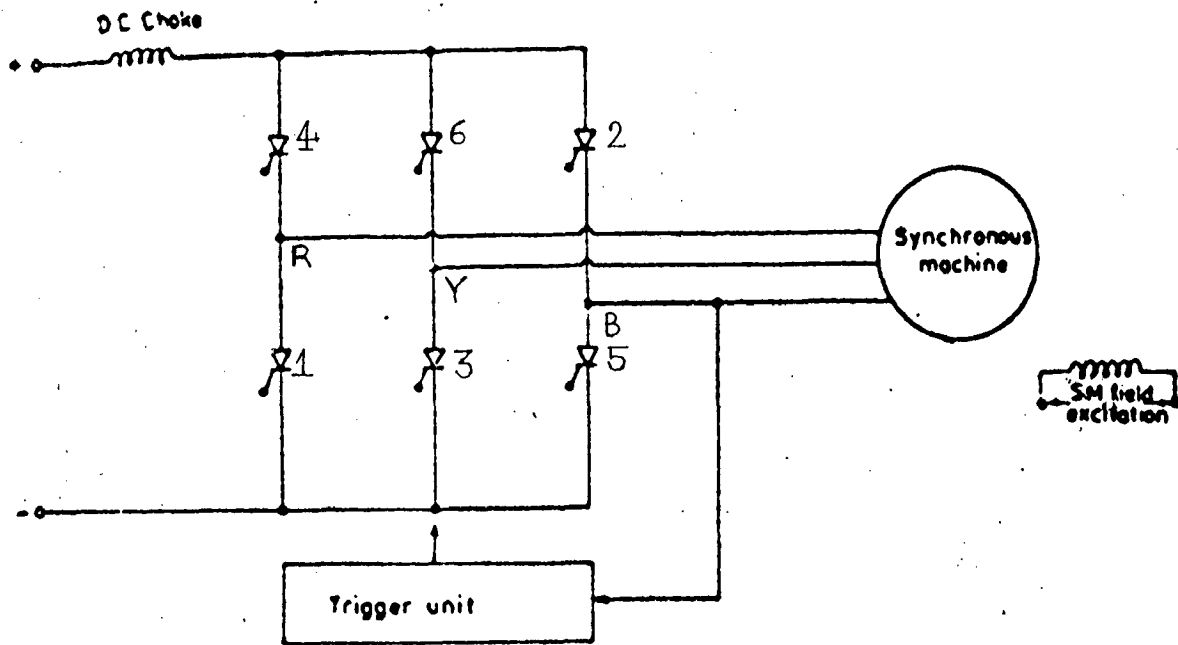 DC Choke
+
4
6
2
R
Y
B
Synchronous
machine
1
3
5
SM field
excitation
-
Trigger unit